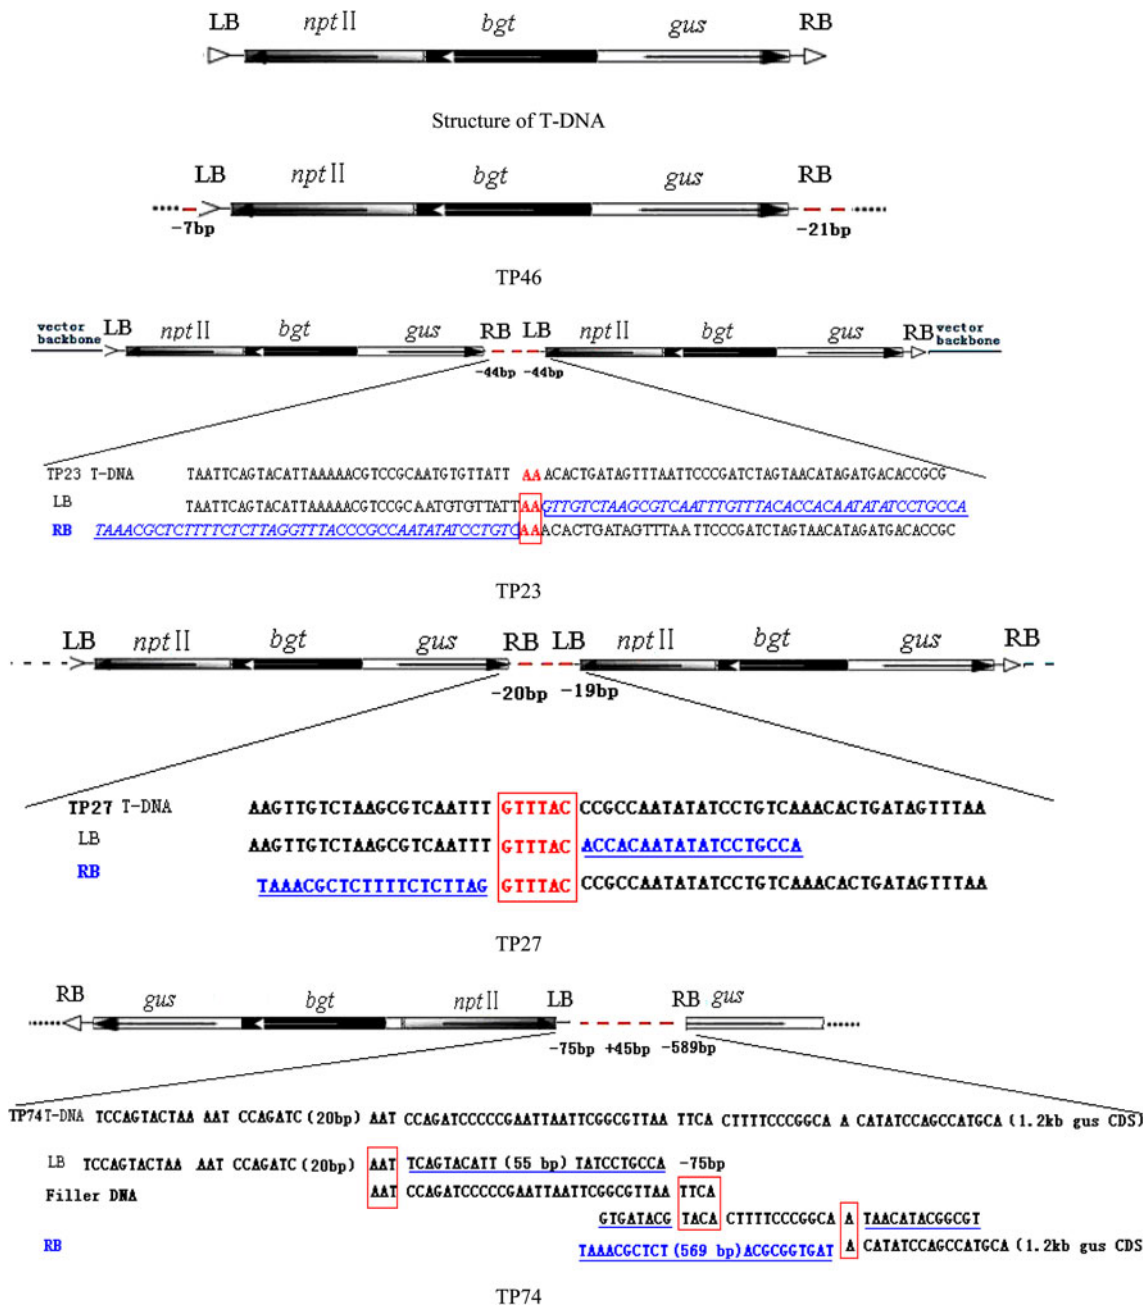 LB nptⅡ bgt gus RB
Structure of T-DNA
LB nptⅡ bgt gus RB
-7bp -21bp
TP46
vector backbone LB nptⅡ bgt gus RB LB nptⅡ bgt gus RB vector backbone
-44bp -44bp
TP23 T-DNA TAATTCAGTACATTAAAAACGTCCGCAATGTGTTATT AA ACACTGATAGTTTAATTCCCGATCTAGTAACATAGATGACACCGCG
LB TAATTCAGTACATTAAAAACGTCCGCAATGTGTTATT AA GTTGTCTAAGCGTCAATTTGTTTACACCACAATATATCCTGCCA
RB TAAACGCTCTTTTCTCTTAGGTTTACCCGCCAATATATCCTGTC AA ACACTGATAGTTTAATTCCCGATCTAGTAACATAGATGACACCGC
TP23
LB nptⅡ bgt gus RB LB nptⅡ bgt gus RB
-20bp -19bp
TP27 T-DNA AAGTTGTCTAAGCGTCAATTT GTTTAC CCGCCAATATATCCTGTCAAACACTGATAGTTTAA
LB AAGTTGTCTAAGCGTCAATTT GTTTAC ACCACAATATATCCTGCCA
RB TAAACGCTCTTTTCTCTTAG GTTTAC CCGCCAATATATCCTGTCAAACACTGATAGTTTAA
TP27
RB gus bgt nptⅡ LB RB gus
-75bp +45bp -589bp
TP74 T-DNA TCCAGTACTAA AAT CCAGATC (20bp) AAT CCAGATCCCCCGAATTAATTCGGCGTTAA TTCA CTTTTCCCGGCA A CATATCCAGCCATGCA (1.2kb gus CDS)
LB TCCAGTACTAA AAT CCAGATC (20bp) AAT TCAGTACATT (55 bp) TATCCTGCCA -75bp
Filler DNA AAT CCAGATCCCCCGAATTAATTCGGCGTTAA TTCA
GTGATACG TACA CTTTTCCCGGCA A TAACATACGGCGT
RB TAAACGCTCT (569 bp) ACGCGGTGAT A CATATCCAGCCATGCA (1.2kb gus CDS
TP74